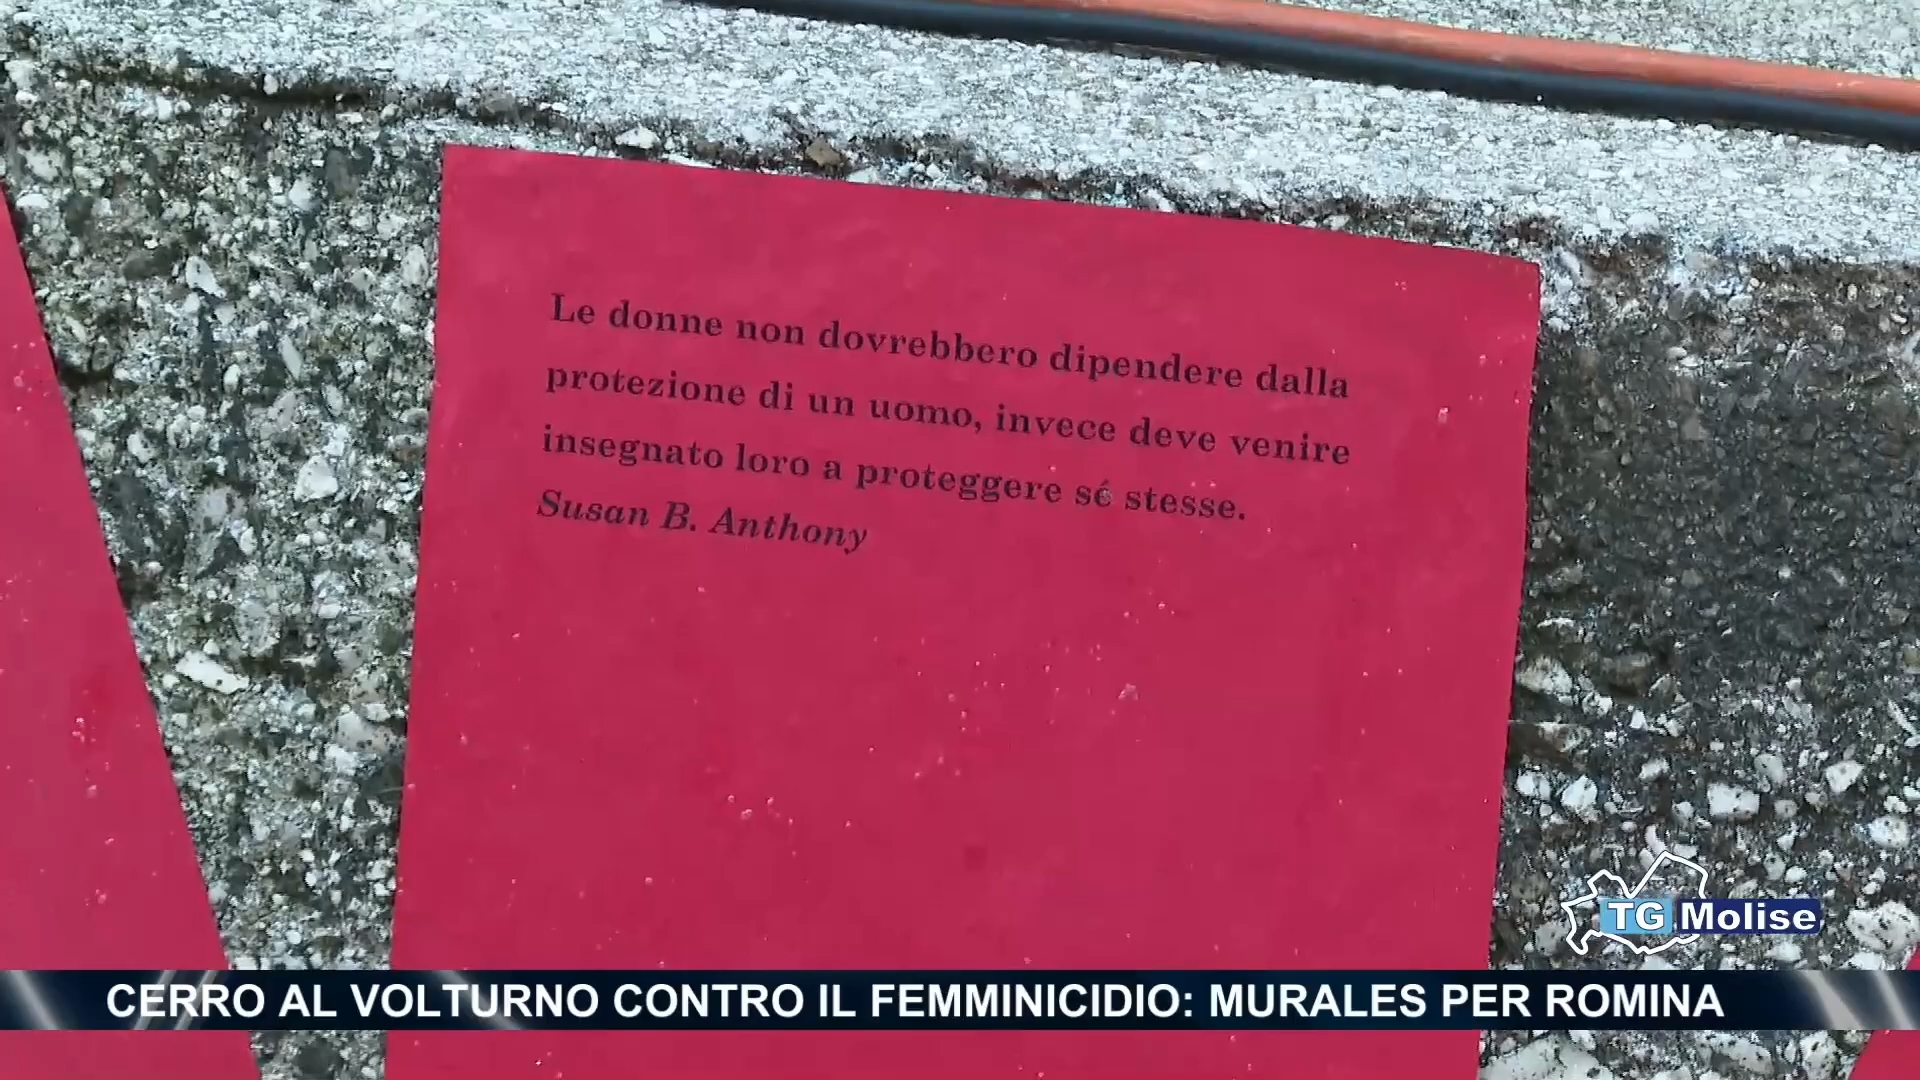 Le donne non dovrebbero dipendere dalla
protezione di un uomo, invece deve venire
insegnato loro a proteggere sé stesse.
Susan B. Anthony
TG Molise
CERRO AL VOLTURNO CONTRO IL FEMMINICIDIO: MURALES PER ROMINA